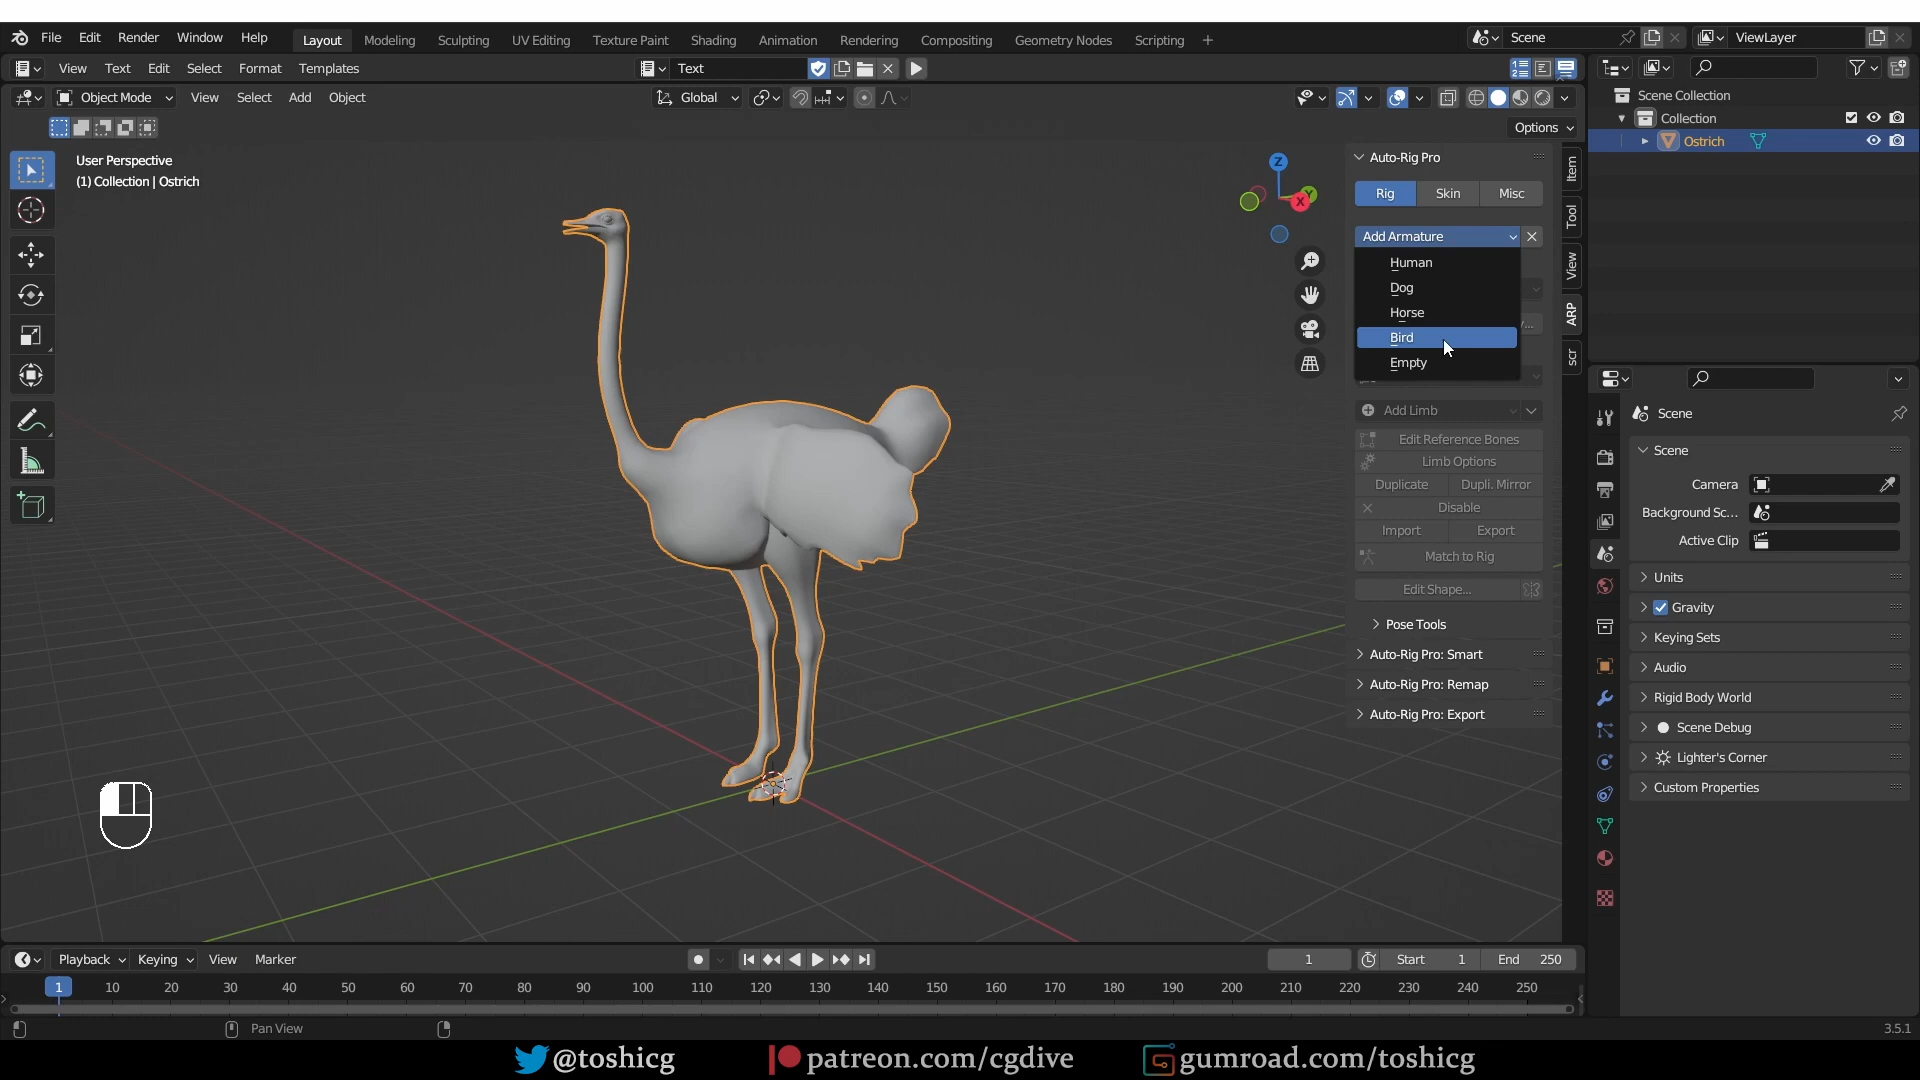 File Edit Render Window Help Layout Modeling Sculpting UV Editing Texture Paint Shading Animation Rendering Compositing Geometry Nodes Scripting + Scene ViewLayer
View Text Edit Select Format Templates Text
Object Mode View Select Add Object Global
Options
User Perspective
(1) Collection | Ostrich
Z
Y
X
Auto-Rig Pro
Rig Skin Misc
Add Armature
Human
Dog
Horse
Bird
Empty
Add Limb
Edit Reference Bones
Limb Options
Duplicate Dupli. Mirror
Disable
Import Export
Match to Rig
Edit Shape...
Pose Tools
Auto-Rig Pro: Smart
Auto-Rig Pro: Remap
Auto-Rig Pro: Export
Item
Tool
View
ARP
scr
Scene Collection
Collection
Ostrich
Scene
Scene
Camera
Background Sc...
Active Clip
Units
Gravity
Keying Sets
Audio
Rigid Body World
Scene Debug
Lighter's Corner
Custom Properties
Playback Keying View Marker 1 Start 1 End 250
1 10 20 30 40 50 60 70 80 90 100 110 120 130 140 150 160 170 180 190 200 210 220 230 240 250
Pan View 3.5.1
@toshicg patreon.com/cgdive gumroad.com/toshicg